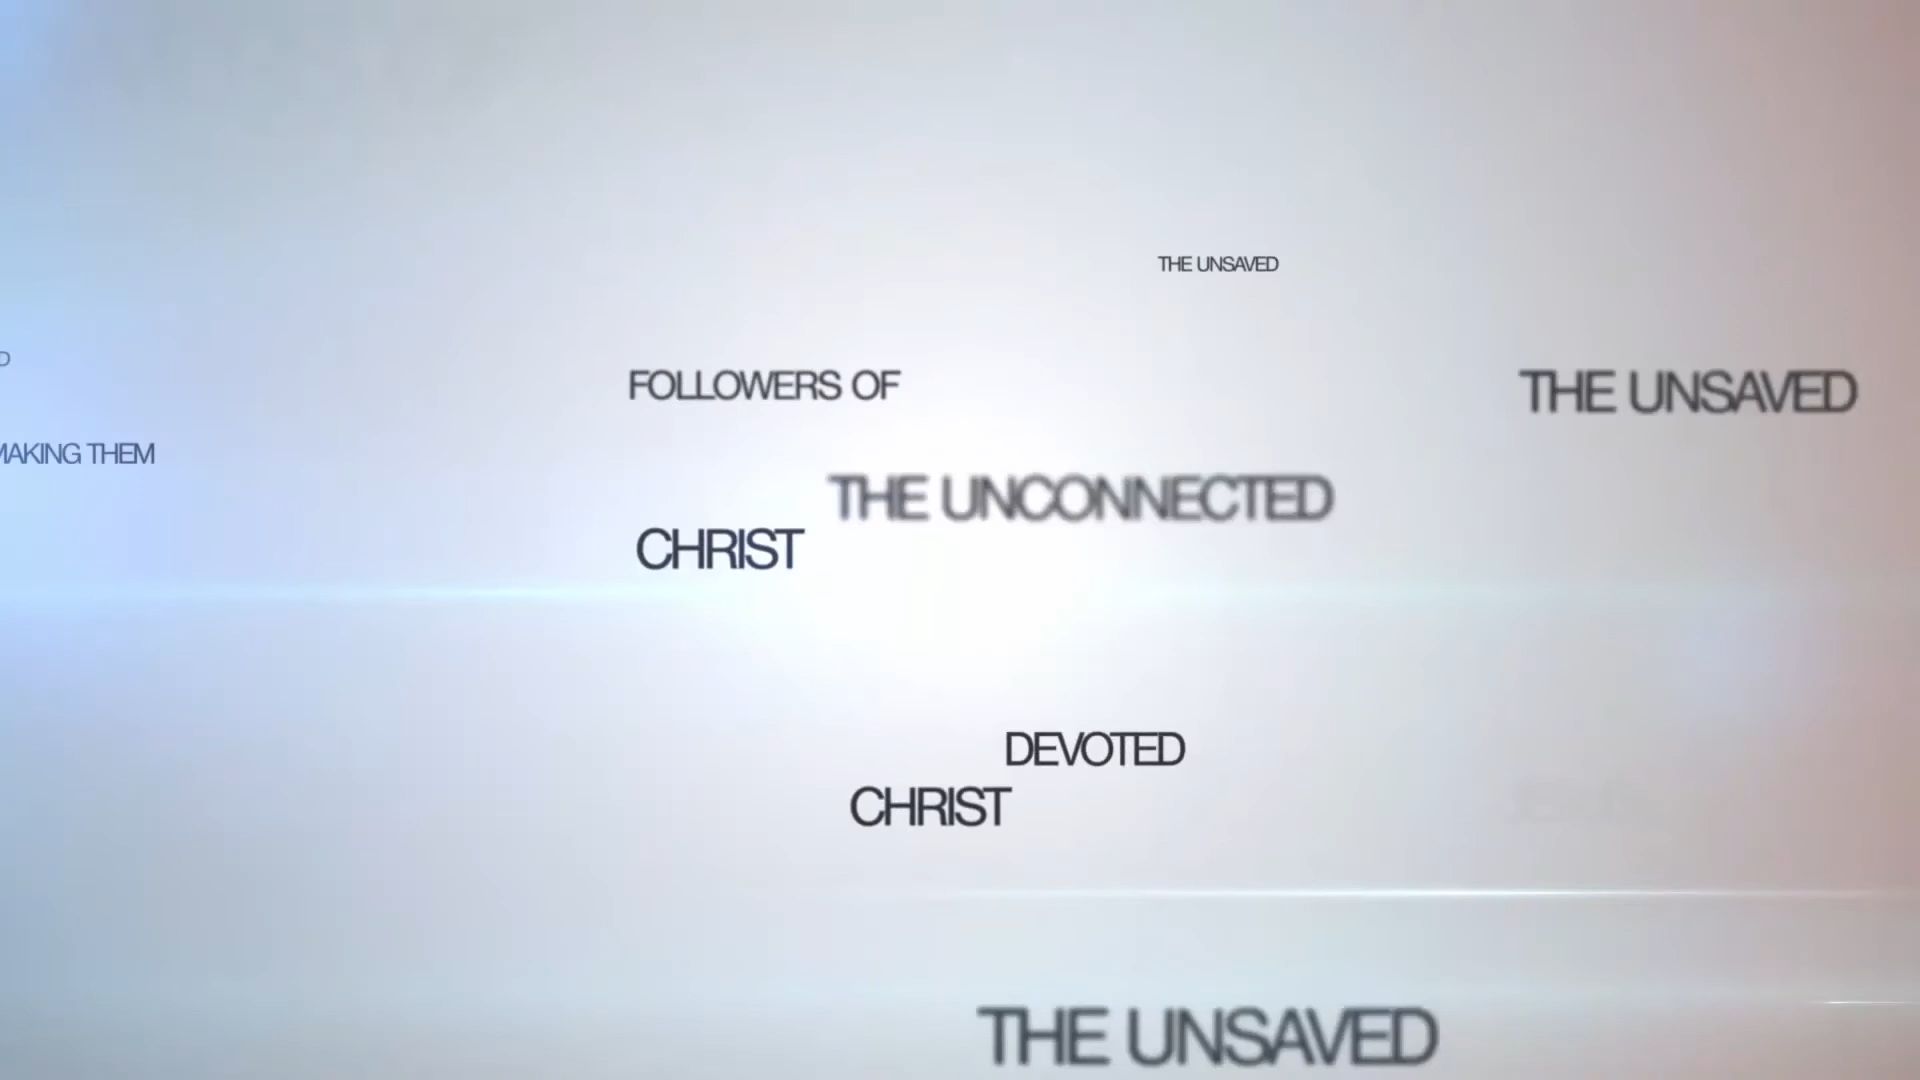 THE UNSAVED
D
FOLLOWERS OF
THE UNSAVED
MAKING THEM
THE UNCONNECTED
CHRIST
DEVOTED
CHRIST
THE UNSAVED